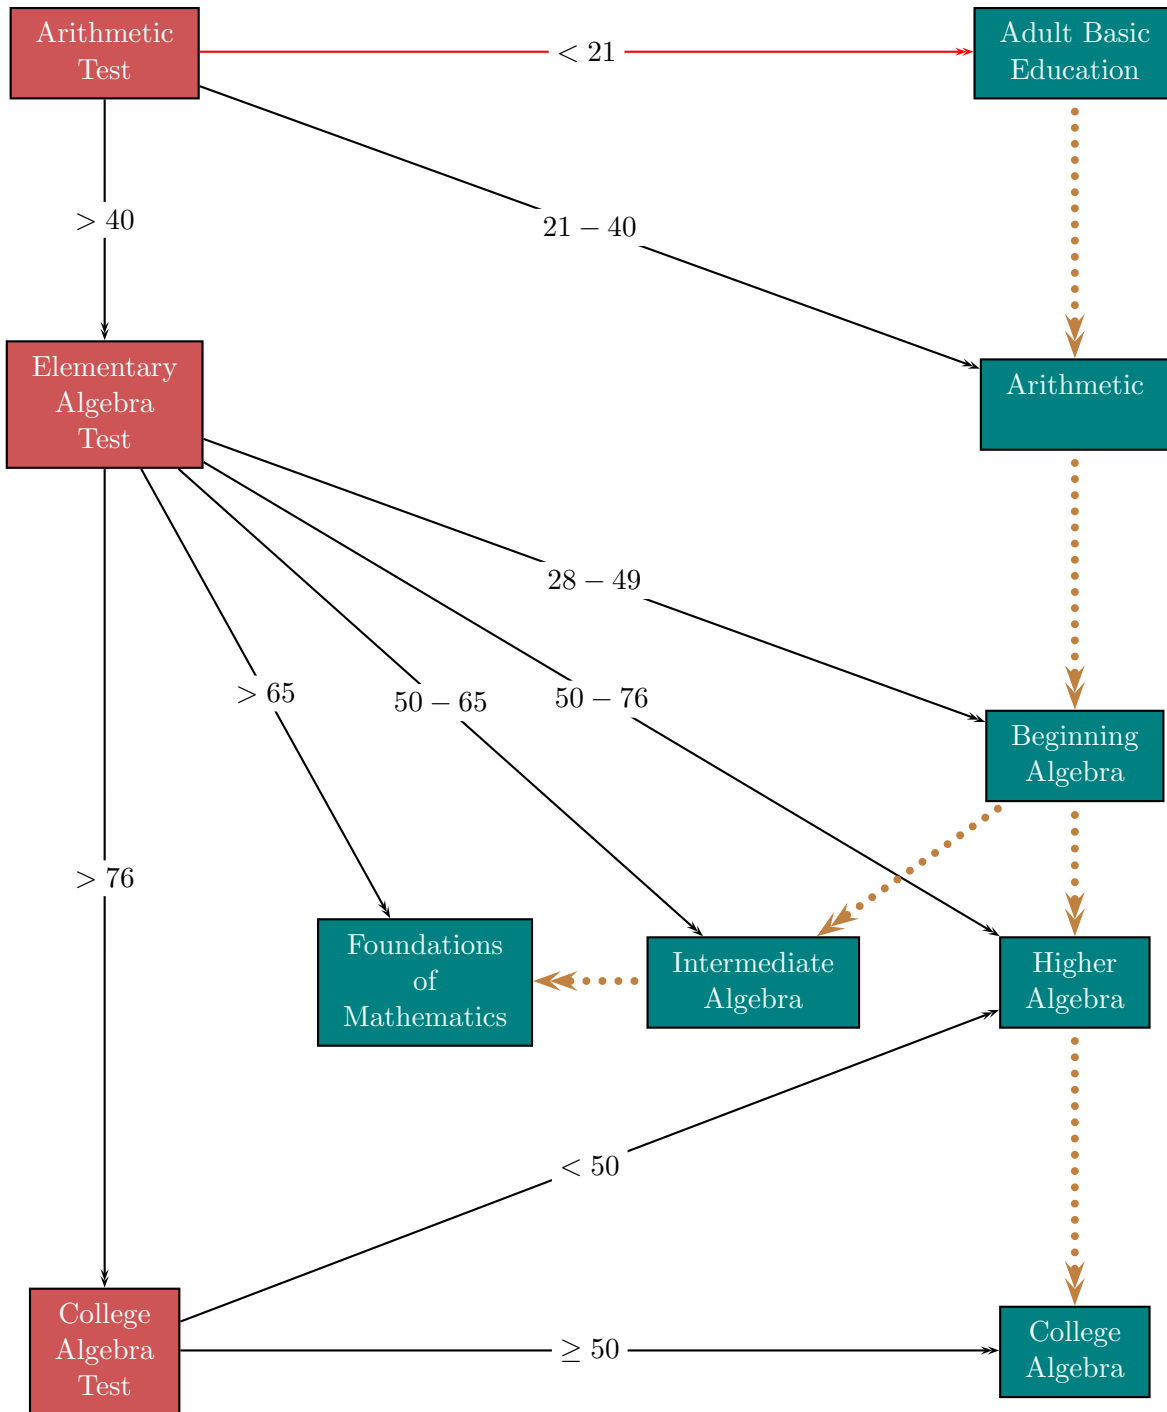 Arithmetic
Test
< 21
Adult Basic
Education
> 40
21 − 40
Elementary
Algebra
Test
Arithmetic
28 − 49
> 65
50 − 65
50 − 76
Beginning
Algebra
> 76
Foundations
of
Mathematics
Intermediate
Algebra
Higher
Algebra
< 50
College
Algebra
Test
≥ 50
College
Algebra